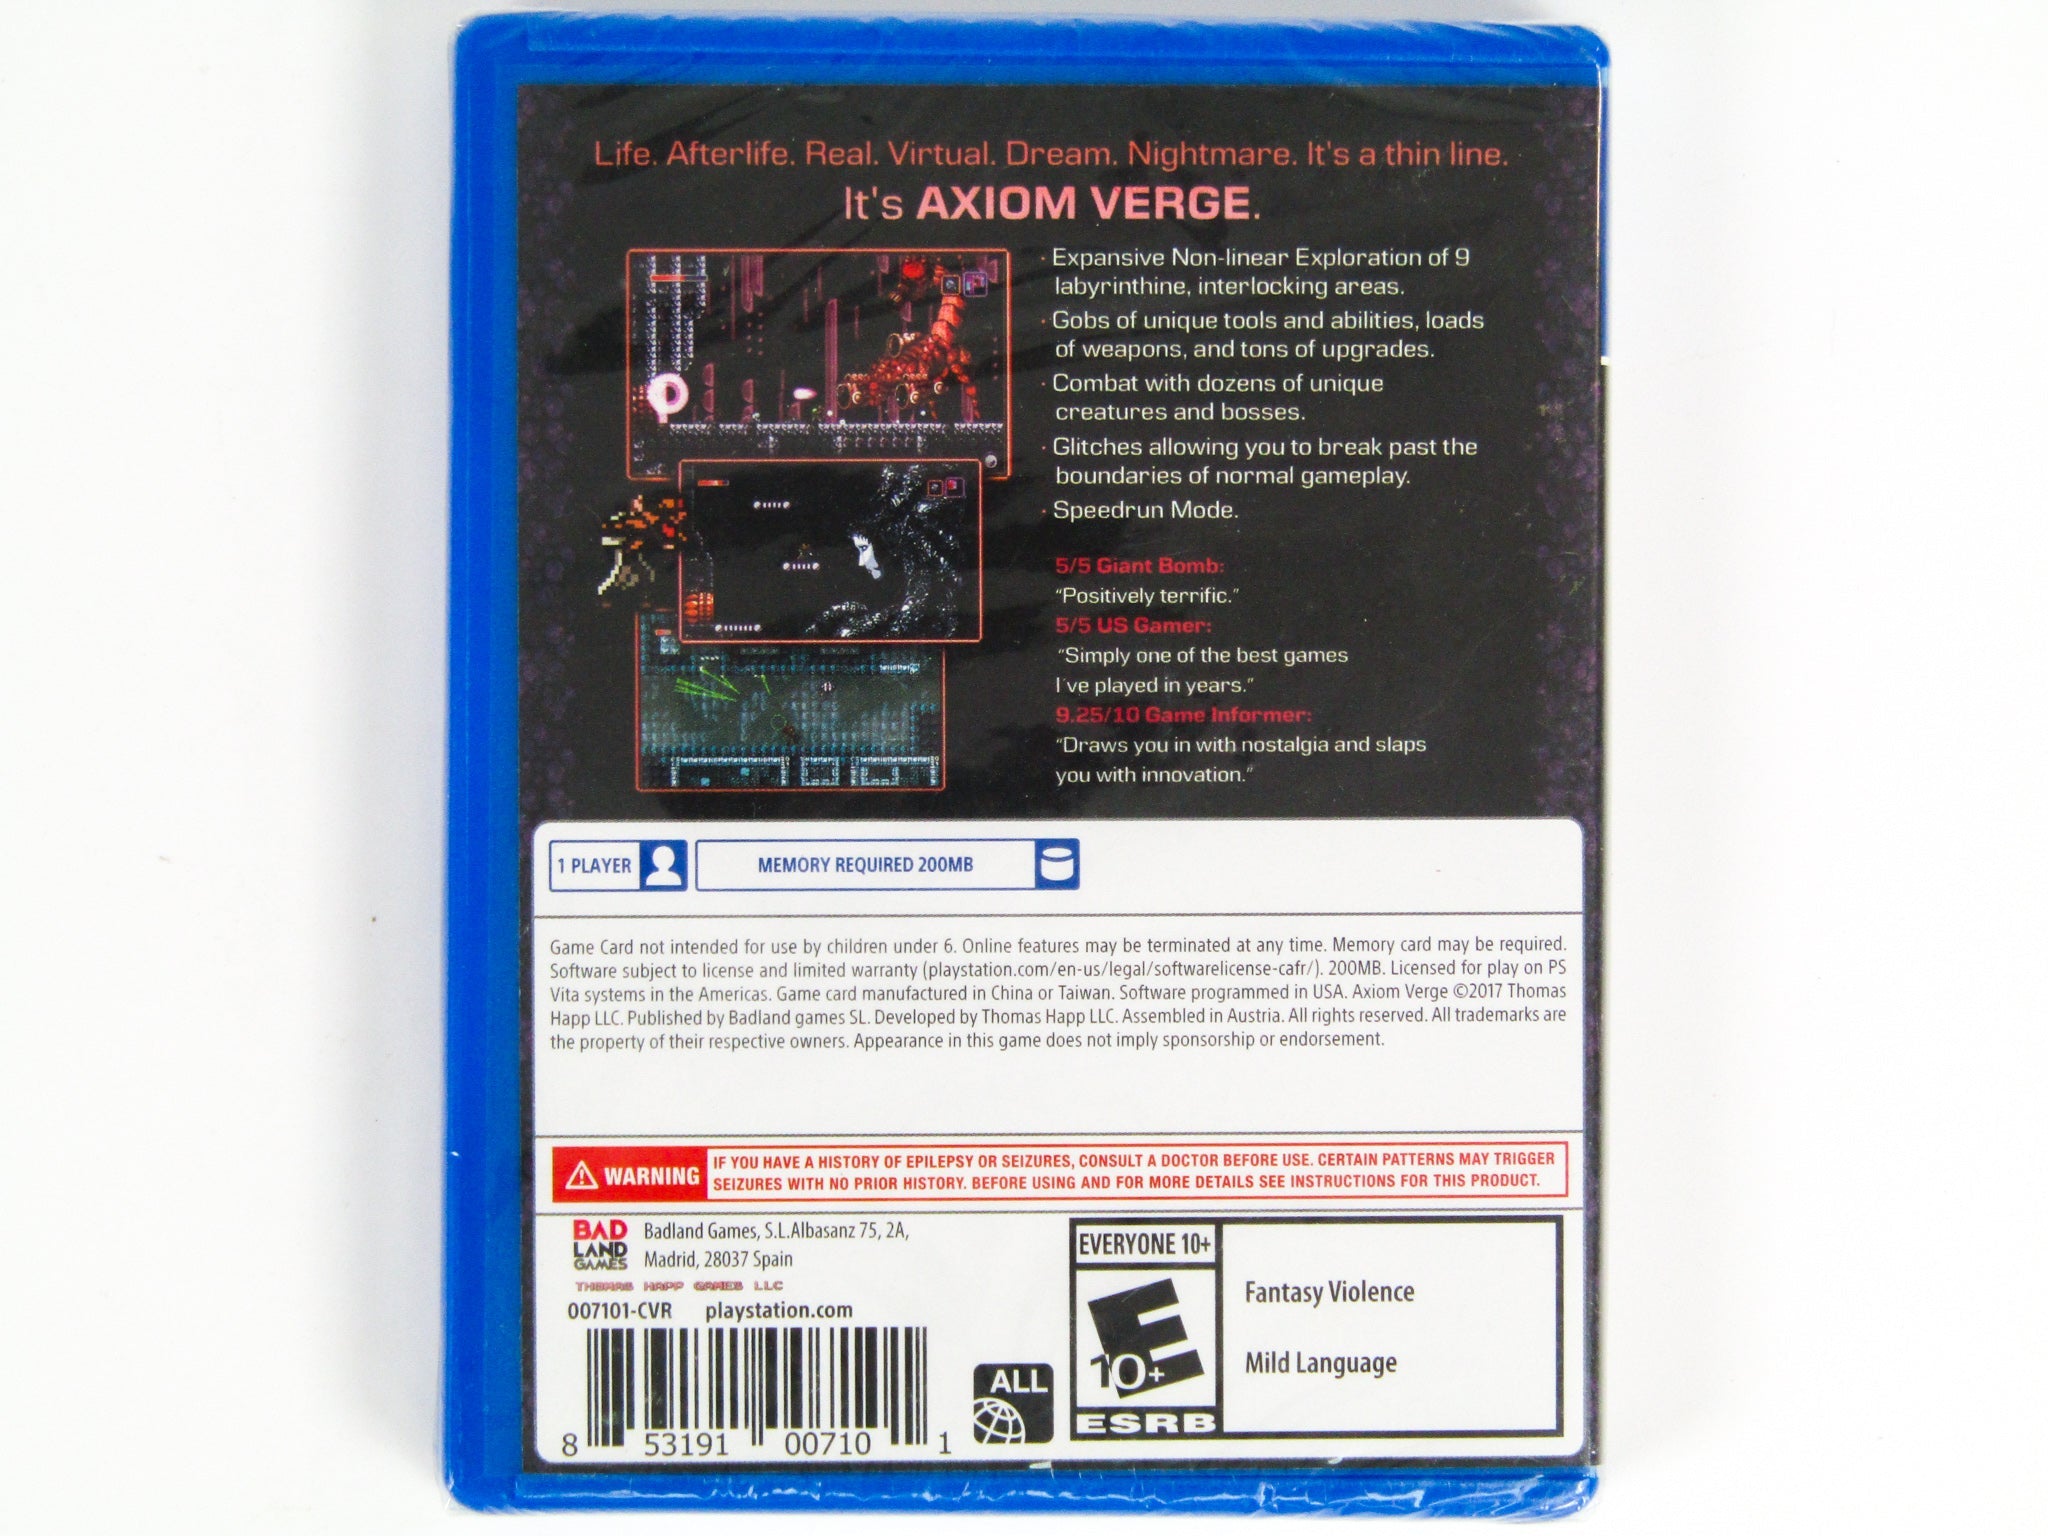 Life. Afterlife. Real. Virtual. Dream. Nightmare. It's a thin line.
It's AXIOM VERGE.
· Expansive Non-linear Exploration of 9
labyrinthine, interlocking areas.
· Gobs of unique tools and abilities, loads
of weapons, and tons of upgrades.
· Combat with dozens of unique
creatures and bosses.
· Glitches allowing you to break past the
boundaries of normal gameplay.
· Speedrun Mode.
5/5 Giant Bomb:
“Positively terrific.”
5/5 US Gamer:
“Simply one of the best games
I've played in years.”
9.25/10 Game Informer:
“Draws you in with nostalgia and slaps
you with innovation.”
1 PLAYER
MEMORY REQUIRED 200MB
Game Card not intended for use by children under 6. Online features may be terminated at any time. Memory card may be required.
Software subject to license and limited warranty (playstation.com/en-us/legal/softwarelicense-cafr/). 200MB. Licensed for play on PS
Vita systems in the Americas. Game card manufactured in China or Taiwan. Software programmed in USA. Axiom Verge ©2017 Thomas
Happ LLC. Published by Badland games SL. Developed by Thomas Happ LLC. Assembled in Austria. All rights reserved. All trademarks are
the property of their respective owners. Appearance in this game does not imply sponsorship or endorsement.
WARNING
IF YOU HAVE A HISTORY OF EPILEPSY OR SEIZURES, CONSULT A DOCTOR BEFORE USE. CERTAIN PATTERNS MAY TRIGGER
SEIZURES WITH NO PRIOR HISTORY. BEFORE USING AND FOR MORE DETAILS SEE INSTRUCTIONS FOR THIS PRODUCT.
BAD
LAND
GAMES
Badland Games, S.L.Albasanz 75, 2A,
Madrid, 28037 Spain
THOMAS HAPP GAMES LLC
007101-CVR playstation.com
8 53191 00710 1
ALL
EVERYONE 10+
E
10+
ESRB
Fantasy Violence
Mild Language